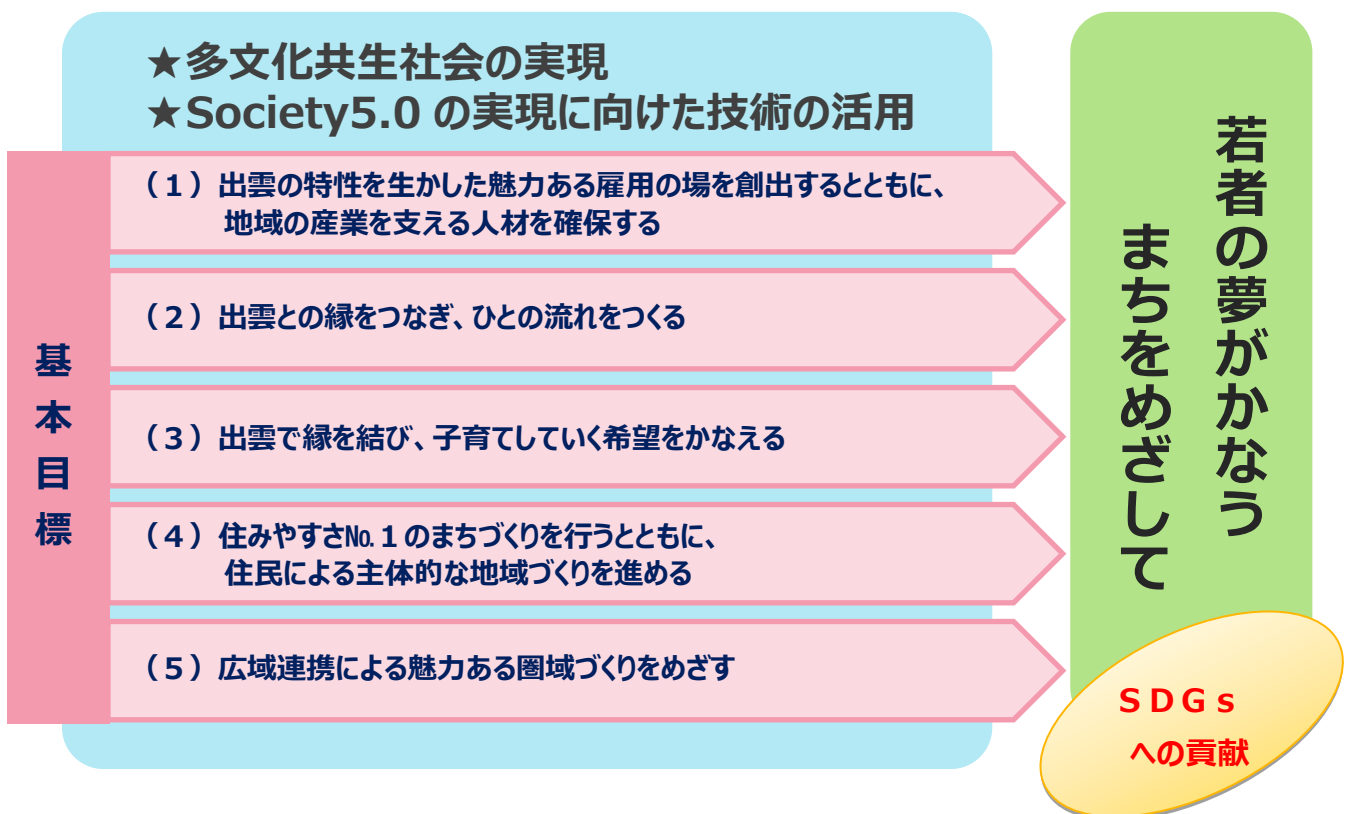 ★多文化共生社会の実現
★Society5.0 の実現に向けた技術の活用
基本目標
（１）出雲の特性を生かした魅力ある雇用の場を創出するとともに、
地域の産業を支える人材を確保する
（２）出雲との縁をつなぎ、ひとの流れをつくる
（３）出雲で縁を結び、子育てしていく希望をかなえる
（４）住みやすさ№１のまちづくりを行うとともに、
住民による主体的な地域づくりを進める
（５）広域連携による魅力ある圏域づくりをめざす
若者の夢がかなう
まちをめざして
ＳＤＧｓ
への貢献